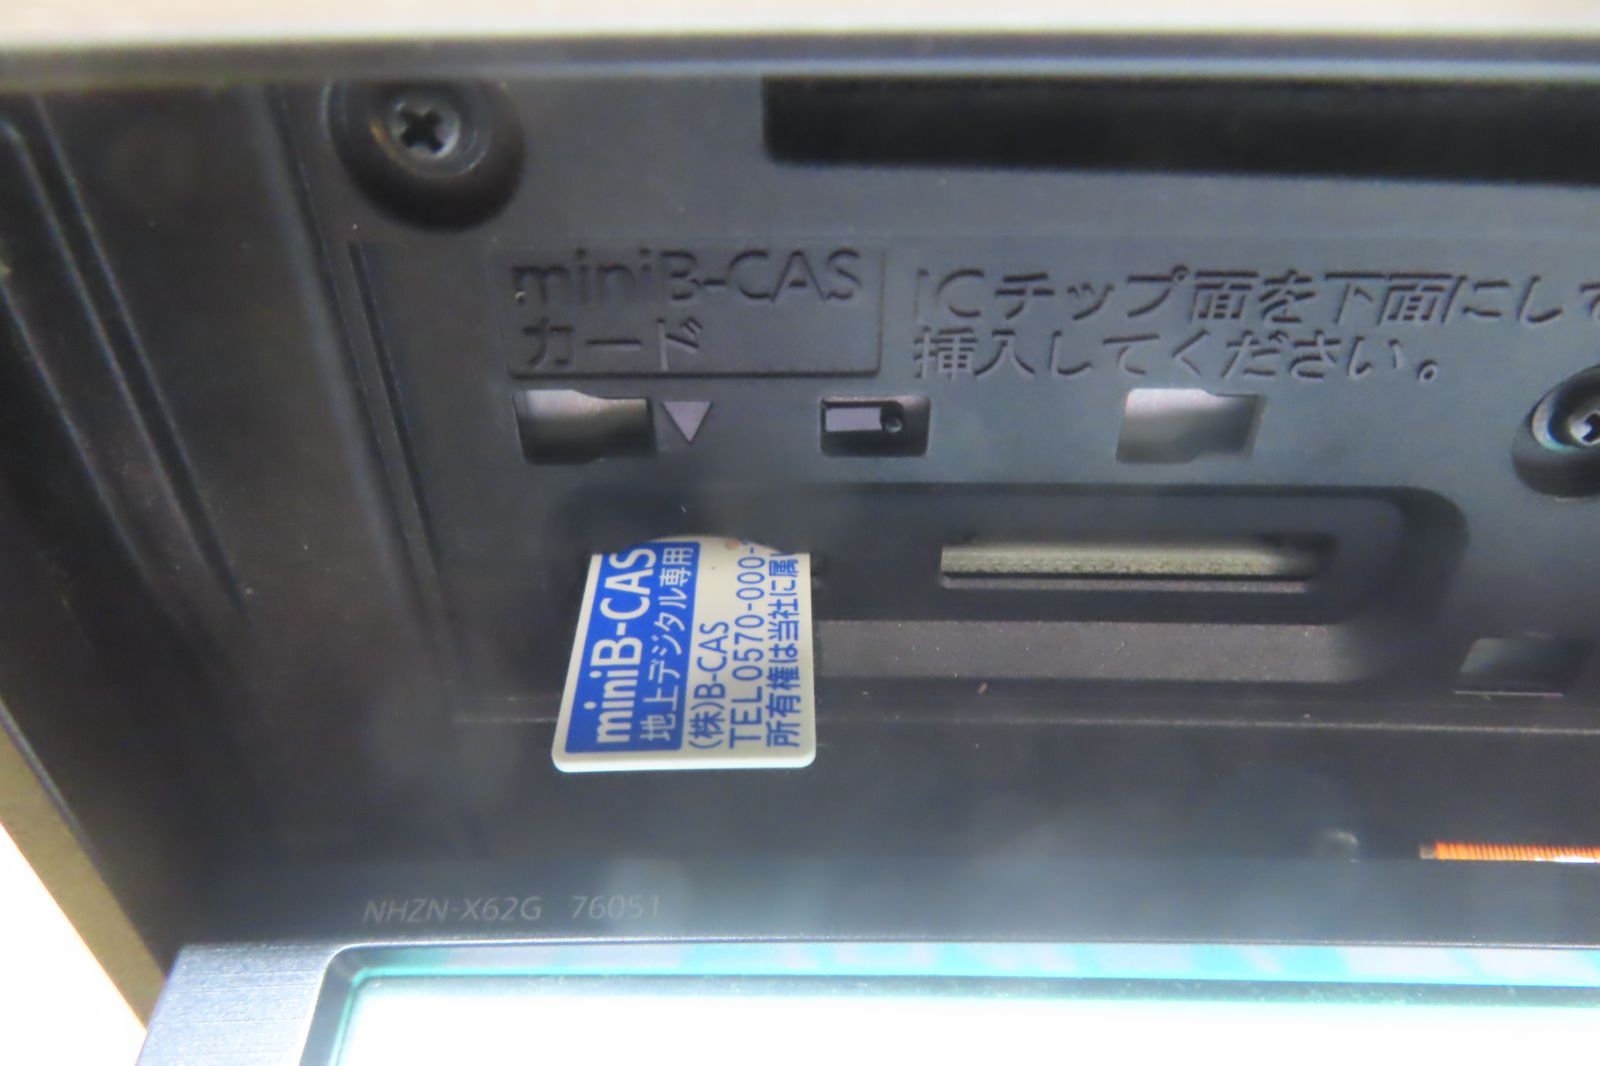 miniB-CAS
カード
ICチップ面を下面にして
挿入してください。
miniB-CAS
地上デジタル専用
(株)B-CAS
TEL0570-000-
所有権は当社に属
NHZN-X62G 76051